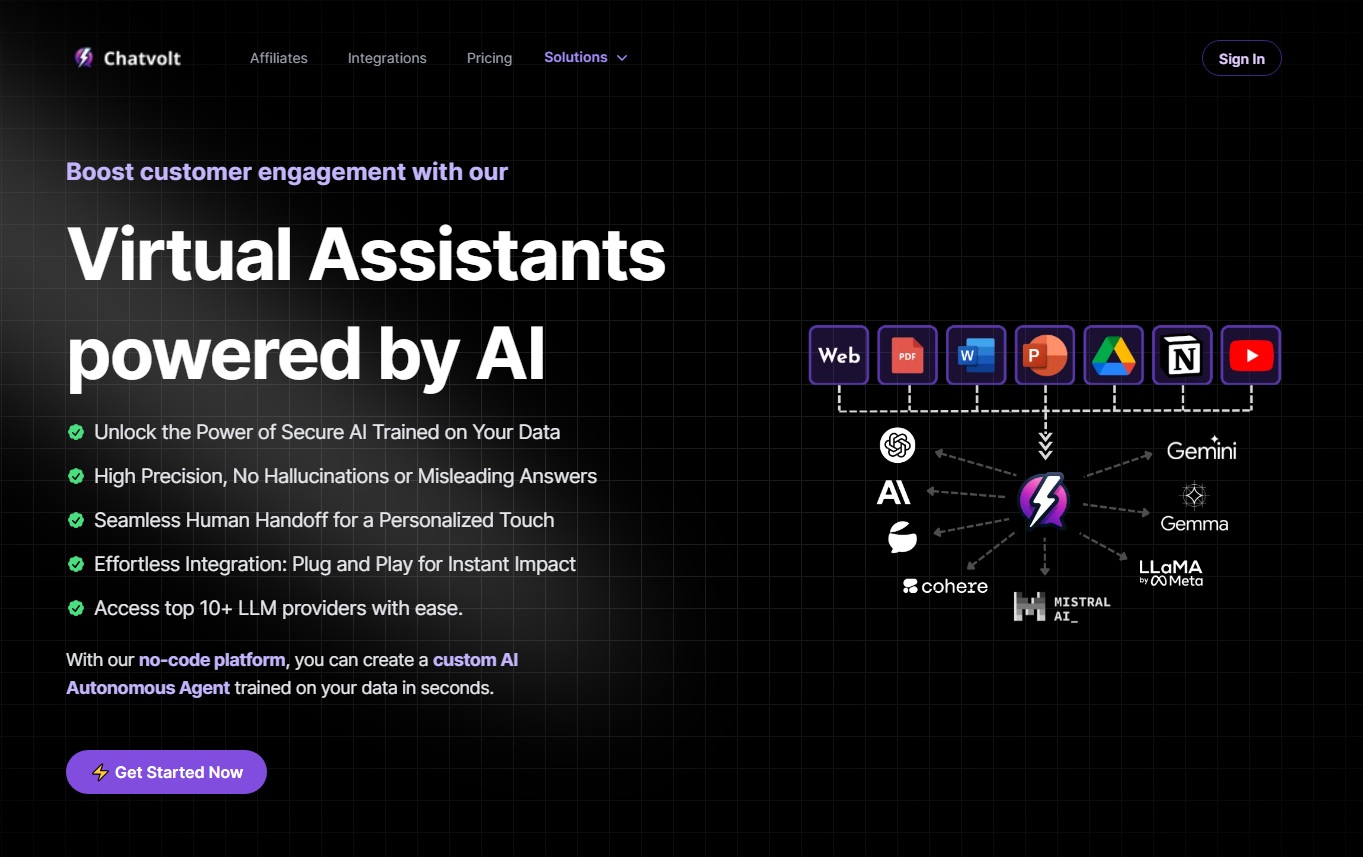 Chatvolt
Affiliates
Integrations
Pricing
Solutions
Sign In
Boost customer engagement with our
Virtual Assistants
powered by AI
Unlock the Power of Secure AI Trained on Your Data
High Precision, No Hallucinations or Misleading Answers
Seamless Human Handoff for a Personalized Touch
Effortless Integration: Plug and Play for Instant Impact
Access top 10+ LLM providers with ease.
With our no-code platform, you can create a custom AI
Autonomous Agent trained on your data in seconds.
⚡ Get Started Now
Web
PDF
W
P
N
Gemini
A\
Gemma
cohere
LLaMA
by Meta
MISTRAL
AI_